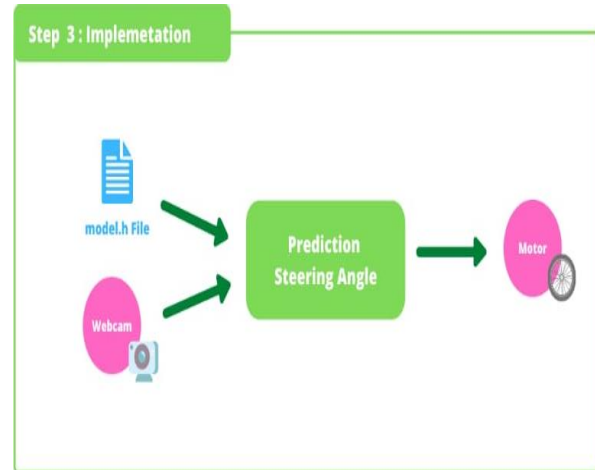 Step 3 : Implemetation
model.h File
Webcam
Prediction
Steering Angle
Motor